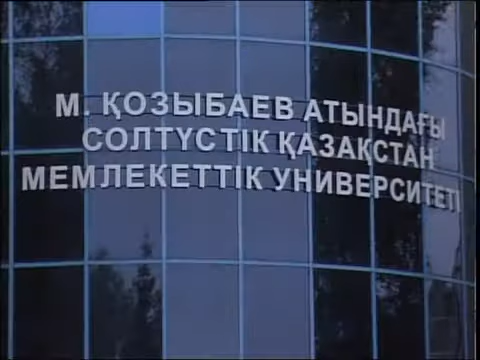 М. ҚОЗЫБАЕВ АТЫНДАҒЫ
СОЛТҮСТІК ҚАЗАҚСТАН
МЕМЛЕКЕТТІК УНИВЕРСИТЕТІ